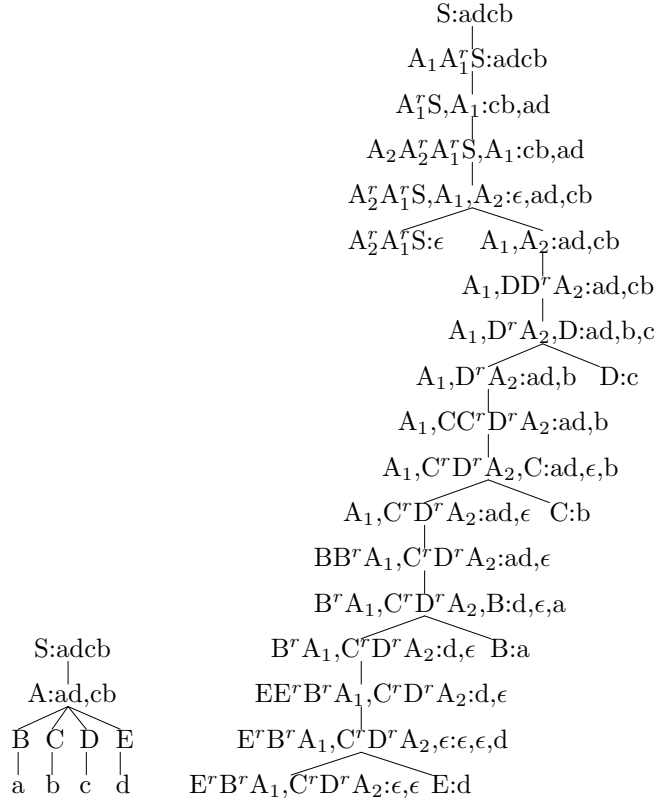 S:adcb
A₁A₁ʳS:adcb
A₁ʳS,A₁:cb,ad
A₂A₂ʳA₁ʳS,A₁:cb,ad
A₂ʳA₁ʳS,A₁,A₂:ϵ,ad,cb
A₂ʳA₁ʳS:ϵ A₁,A₂:ad,cb
A₁,DDʳA₂:ad,cb
A₁,DʳA₂,D:ad,b,c
A₁,DʳA₂:ad,b D:c
A₁,CCʳDʳA₂:ad,b
A₁,CʳDʳA₂,C:ad,ϵ,b
A₁,CʳDʳA₂:ad,ϵ C:b
BBʳA₁,CʳDʳA₂:ad,ϵ
BʳA₁,CʳDʳA₂,B:d,ϵ,a
S:adcb BʳA₁,CʳDʳA₂:d,ϵ B:a
A:ad,cb EEʳBʳA₁,CʳDʳA₂:d,ϵ
B C D E EʳBʳA₁,CʳDʳA₂,ϵ:ϵ,ϵ,d
a b c d EʳBʳA₁,CʳDʳA₂:ϵ,ϵ E:d